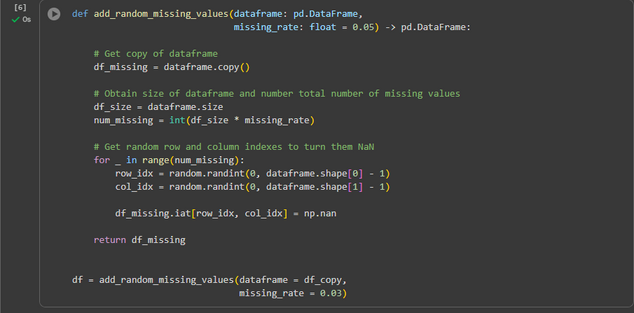 [6]
0s
def add_random_missing_values(dataframe: pd.DataFrame,
missing_rate: float = 0.05) -> pd.DataFrame:
# Get copy of dataframe
df_missing = dataframe.copy()
# Obtain size of dataframe and number total number of missing values
df_size = dataframe.size
num_missing = int(df_size * missing_rate)
# Get random row and column indexes to turn them NaN
for _ in range(num_missing):
row_idx = random.randint(0, dataframe.shape[0] - 1)
col_idx = random.randint(0, dataframe.shape[1] - 1)
df_missing.iat[row_idx, col_idx] = np.nan
return df_missing
df = add_random_missing_values(dataframe = df_copy,
missing_rate = 0.03)